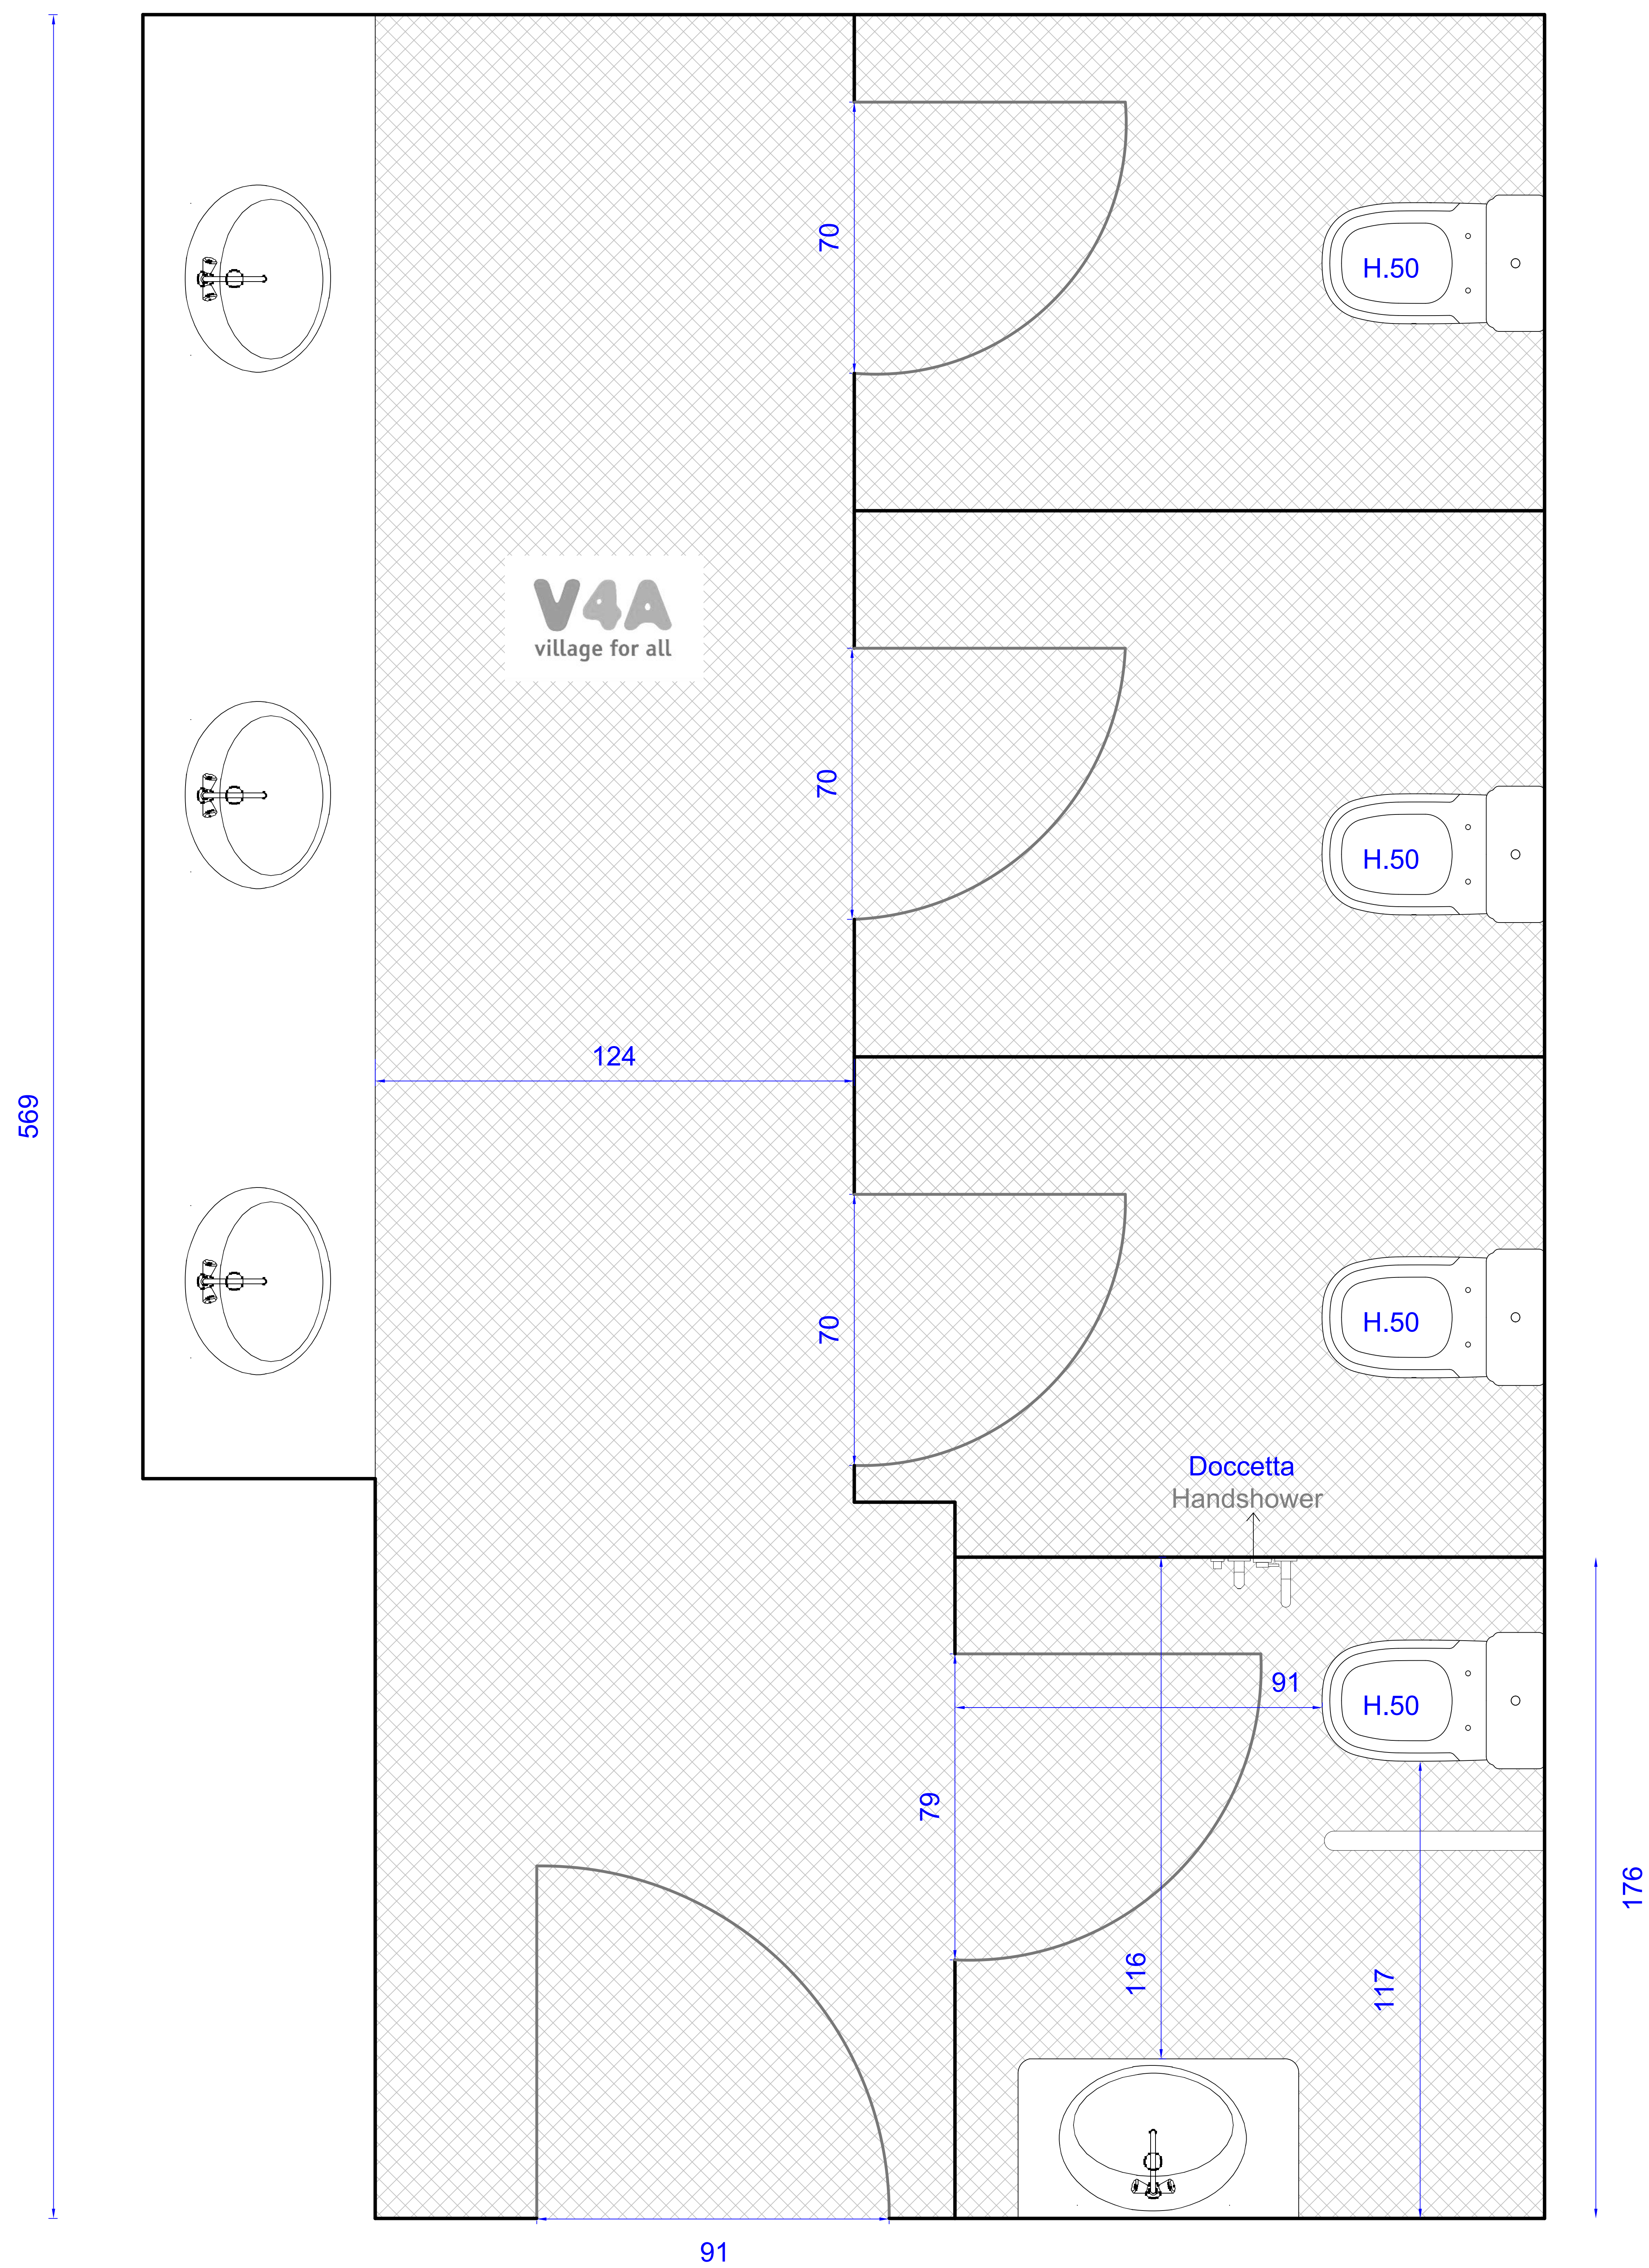 70
H.50
V4A
village for all
70
H.50
124
569
70
H.50
Doccetta
Handshower
91
H.50
79
176
116
117
91